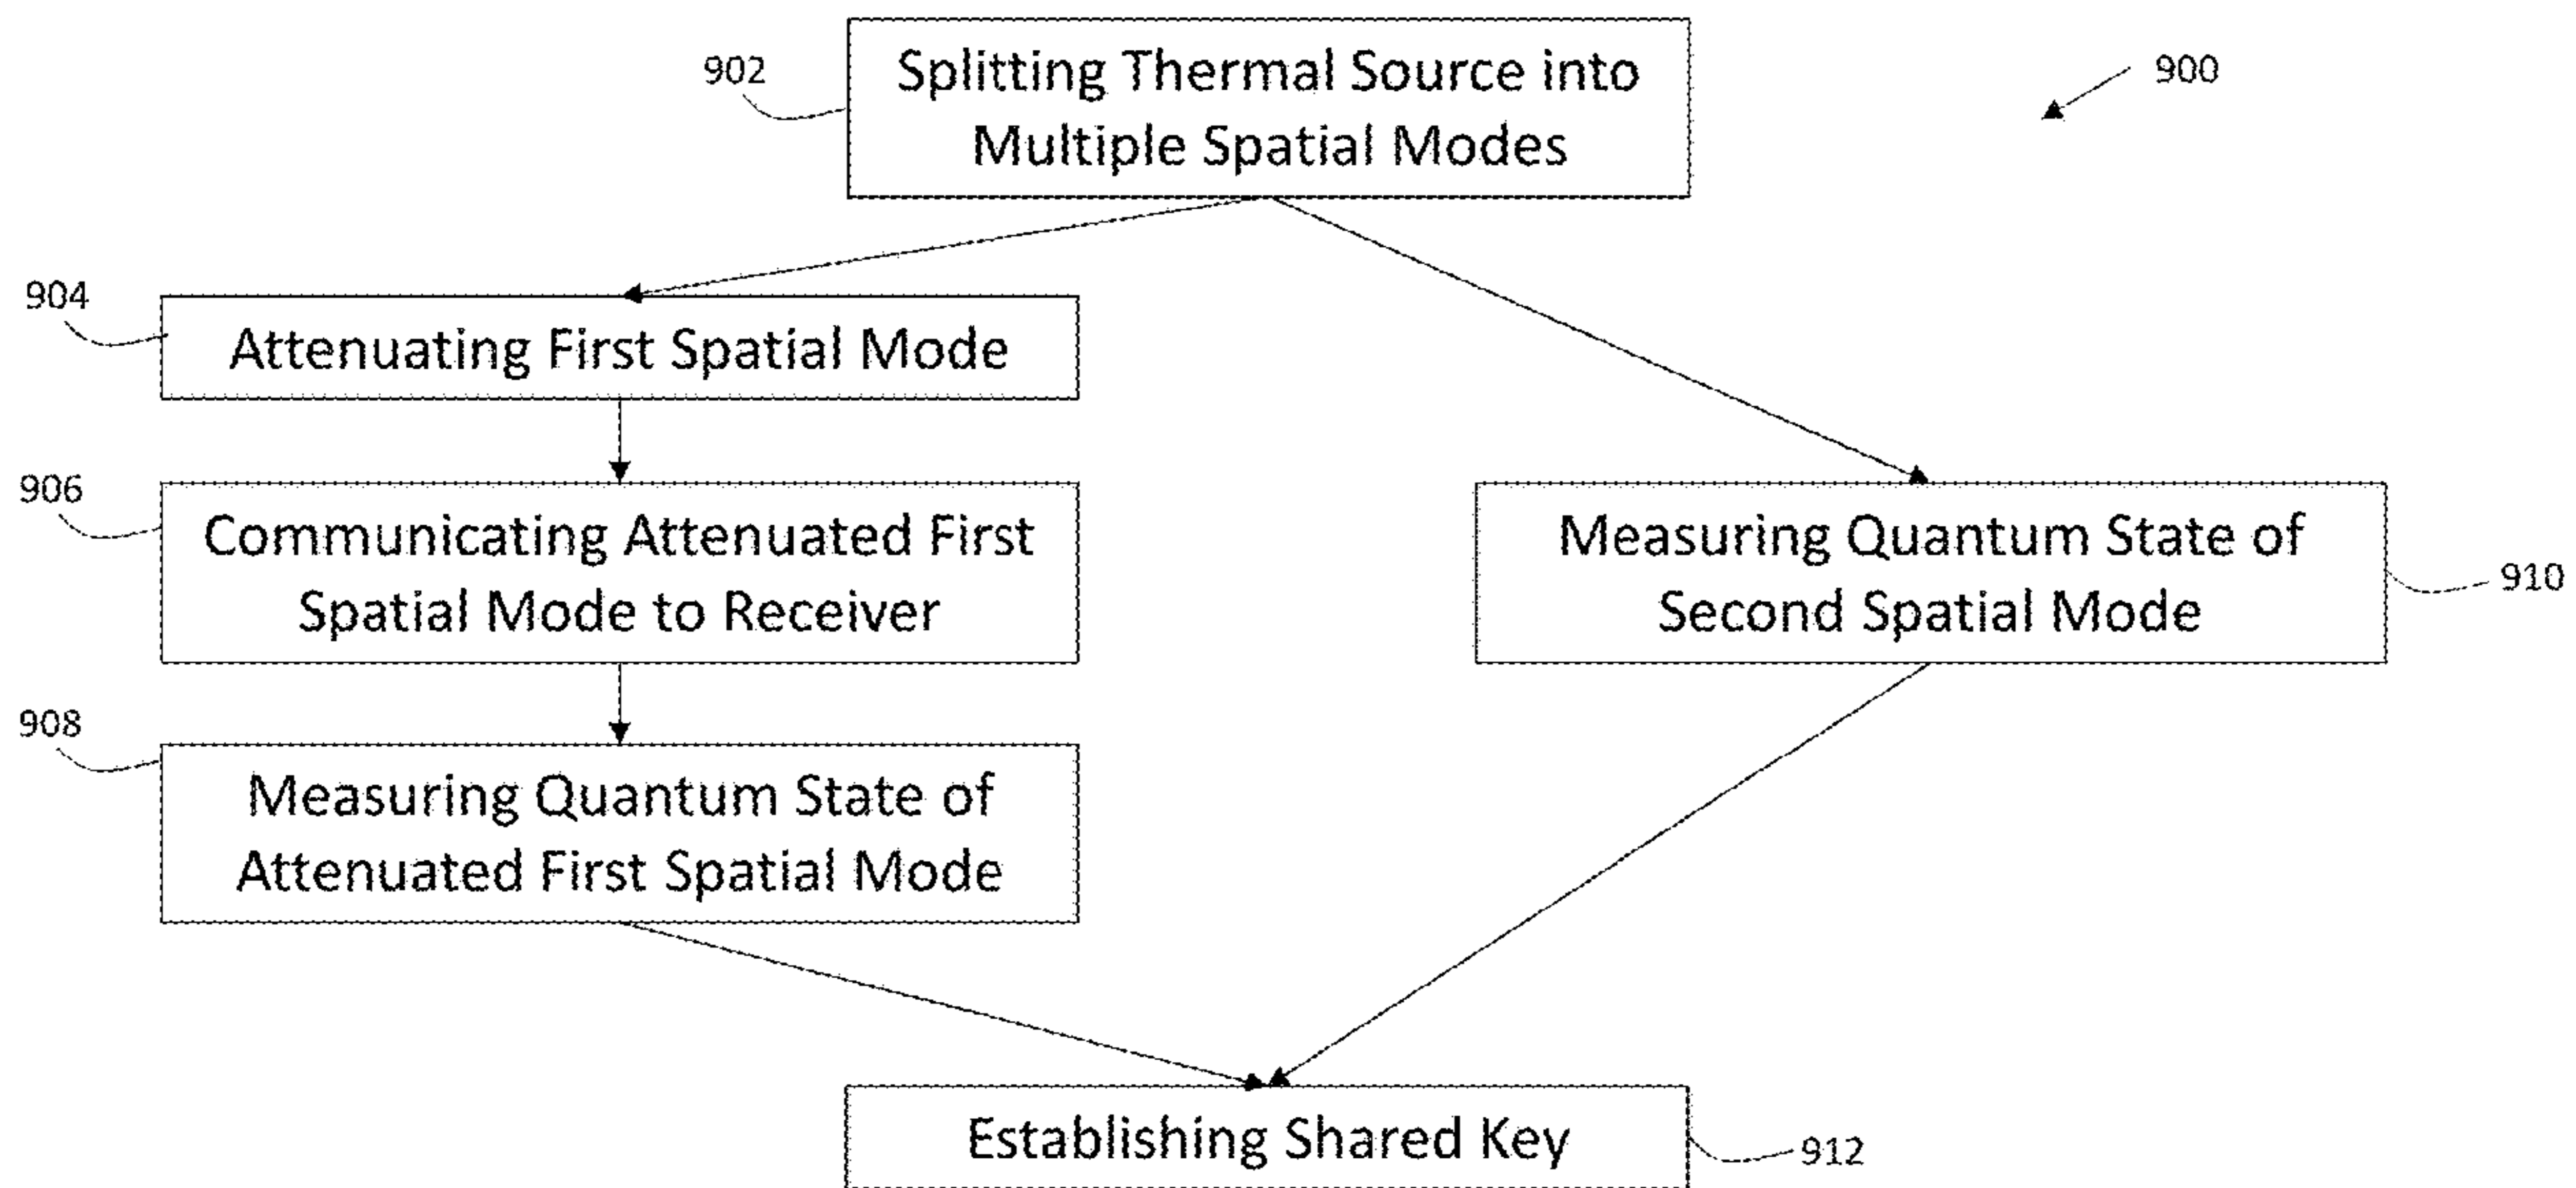 902
Splitting Thermal Source into
Multiple Spatial Modes
900
904
Attenuating First Spatial Mode
906
Communicating Attenuated First
Spatial Mode to Receiver
Measuring Quantum State of
Second Spatial Mode
910
908
Measuring Quantum State of
Attenuated First Spatial Mode
Establishing Shared Key
912